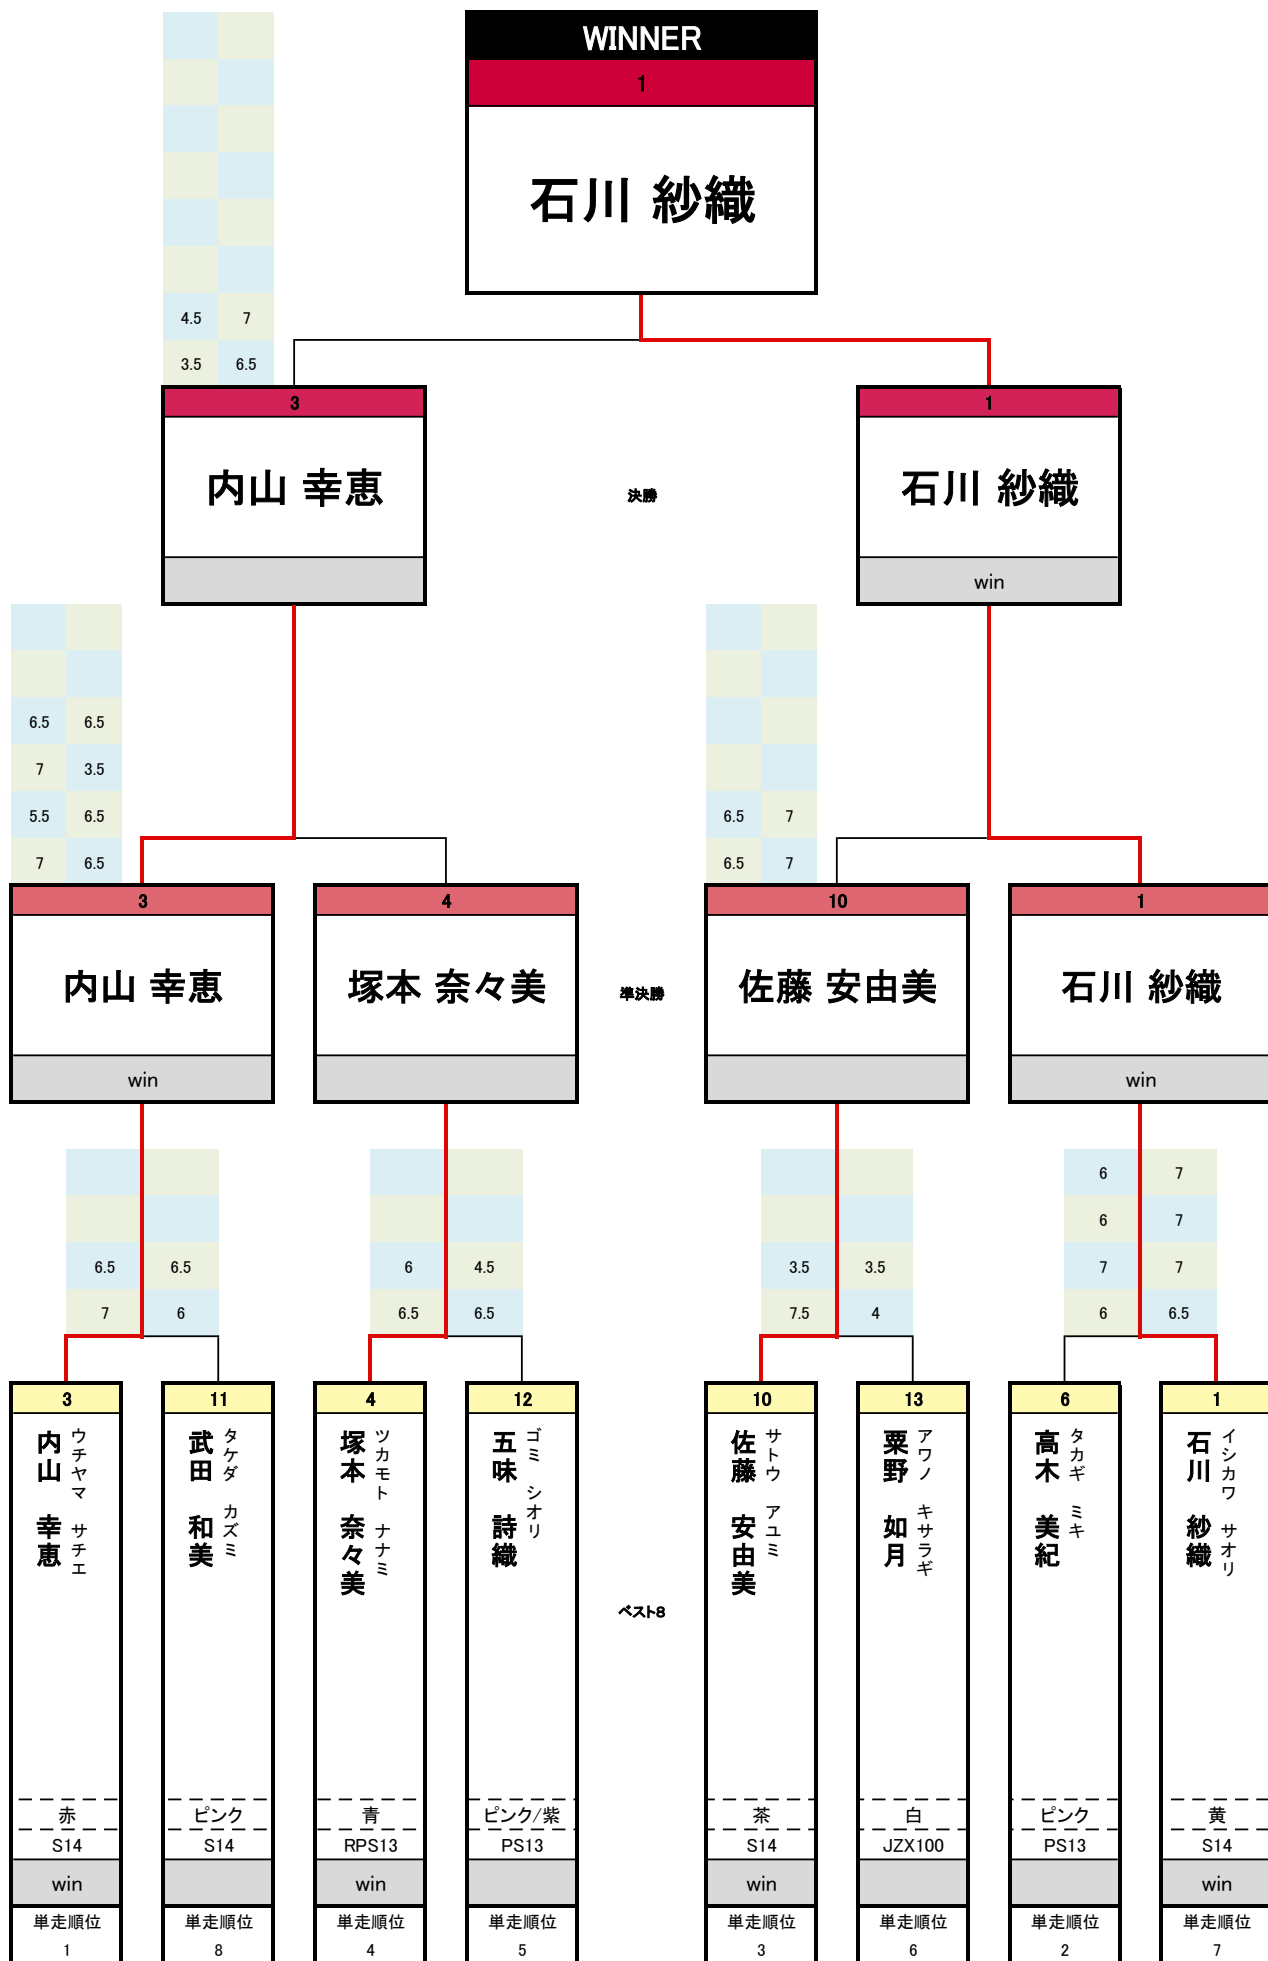 WINNER
1
石川 紗織
4.5 7
3.5 6.5
3 1
内山 幸恵 決勝 石川 紗織
win
6.5 6.5
7 3.5
5.5 6.5 6.5 7
7 6.5 6.5 7
3 4 10 1
内山 幸恵 塚本 奈々美 準決勝 佐藤 安由美 石川 紗織
win win
6 7
6 7
6.5 6.5 6 4.5 3.5 3.5 7 7
7 6 6.5 6.5 7.5 4 6 6.5
3 11 4 12 10 13 6 1
内山 幸恵
ウチヤマ サチエ
武田 和美
タケダ カズミ
塚本 奈々美
ツカモト ナナミ
五味 詩織
ゴミ シオリ
佐藤 安由美
サトウ アユミ
粟野 如月
アワノ キサラギ
高木 美紀
タカギ ミキ
石川 紗織
イシカワ サオリ
ベスト8
赤 ピンク 青 ピンク/紫 茶 白 ピンク 黄
S14 S14 RPS13 PS13 S14 JZX100 PS13 S14
win win win win
単走順位 単走順位 単走順位 単走順位 単走順位 単走順位 単走順位 単走順位
1 8 4 5 3 6 2 7